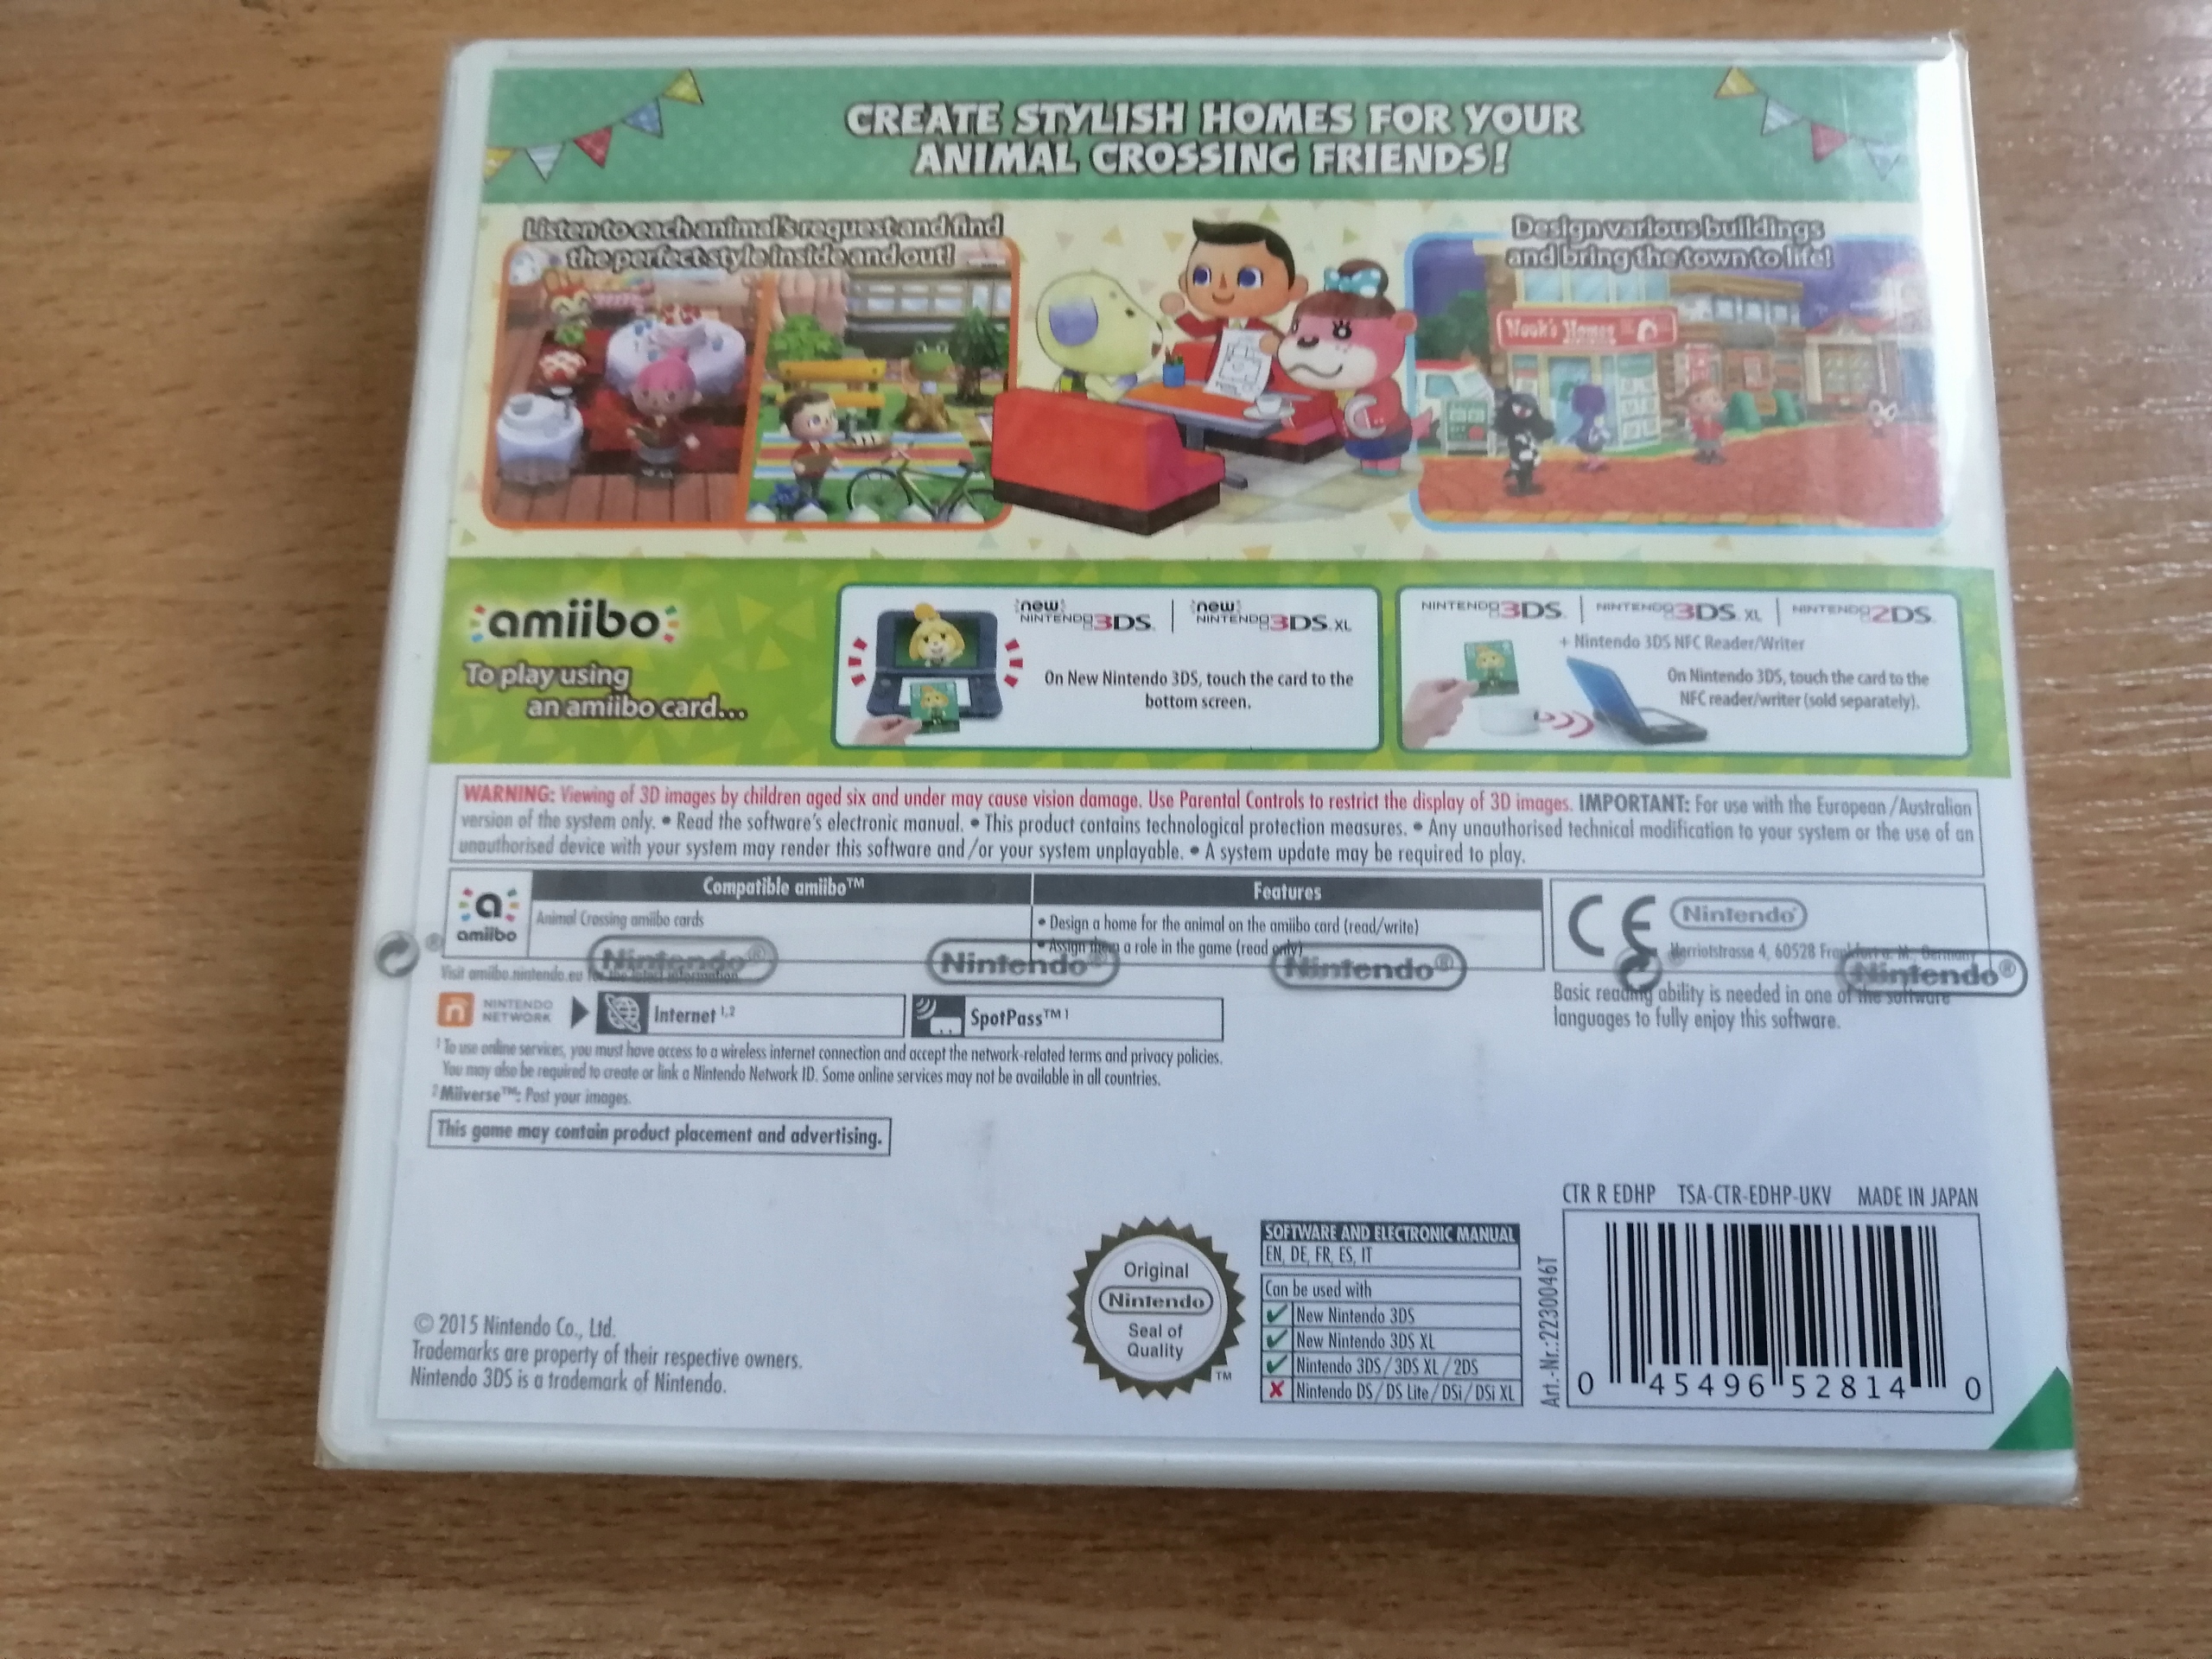 CREATE STYLISH HOMES FOR YOUR
ANIMAL CROSSING FRIENDS!
Listen to each animal's request and find
the perfect style inside and out!
Design various buildings
and bring the town to life!
Nook's Homes
amiibo
To play using
an amiibo card...
new NINTENDO 3DS | new NINTENDO 3DS XL
On New Nintendo 3DS, touch the card to the
bottom screen.
NINTENDO 3DS | NINTENDO 3DS XL | NINTENDO 2DS
+ Nintendo 3DS NFC Reader/Writer
On Nintendo 3DS, touch the card to the
NFC reader/writer (sold separately).
WARNING: Viewing of 3D images by children aged six and under may cause vision damage. Use Parental Controls to restrict the display of 3D images. IMPORTANT: For use with the European/Australian
version of the system only. • Read the software's electronic manual. • This product contains technological protection measures. • Any unauthorised technical modification to your system or the use of an
unauthorised device with your system may render this software and/or your system unplayable. • A system update may be required to play.
a
amiibo
Compatible amiibo™
Features
Animal Crossing amiibo cards
• Design a home for the animal on the amiibo card (read/write)
• Assign them a role in the game (read only)
CE
Nintendo®
Herriotstrasse 4, 60528 Frankfurt a. M., Germany
® Nintendo® Nintendo® Nintendo® Nintendo®
Visit amiibo.nintendo.eu for the latest information.
Basic reading ability is needed in one of the software
languages to fully enjoy this software.
n NINTENDO NETWORK
Internet 1,2
SpotPass™ 1
1 To use online services, you must have access to a wireless internet connection and accept the network-related terms and privacy policies.
You may also be required to create or link a Nintendo Network ID. Some online services may not be available in all countries.
2 Miiverse™: Post your images.
This game may contain product placement and advertising.
CTR R EDHP TSA-CTR-EDHP-UKV MADE IN JAPAN
Original
Nintendo
Seal of
Quality
™
SOFTWARE AND ELECTRONIC MANUAL
EN, DE, FR, ES, IT
Can be used with
✔ New Nintendo 3DS
✔ New Nintendo 3DS XL
✔ Nintendo 3DS/3DS XL/2DS
✘ Nintendo DS/DS Lite/DSi/DSi XL
Art.-Nr.:2230046T
0 45496 52814 0
© 2015 Nintendo Co., Ltd.
Trademarks are property of their respective owners.
Nintendo 3DS is a trademark of Nintendo.